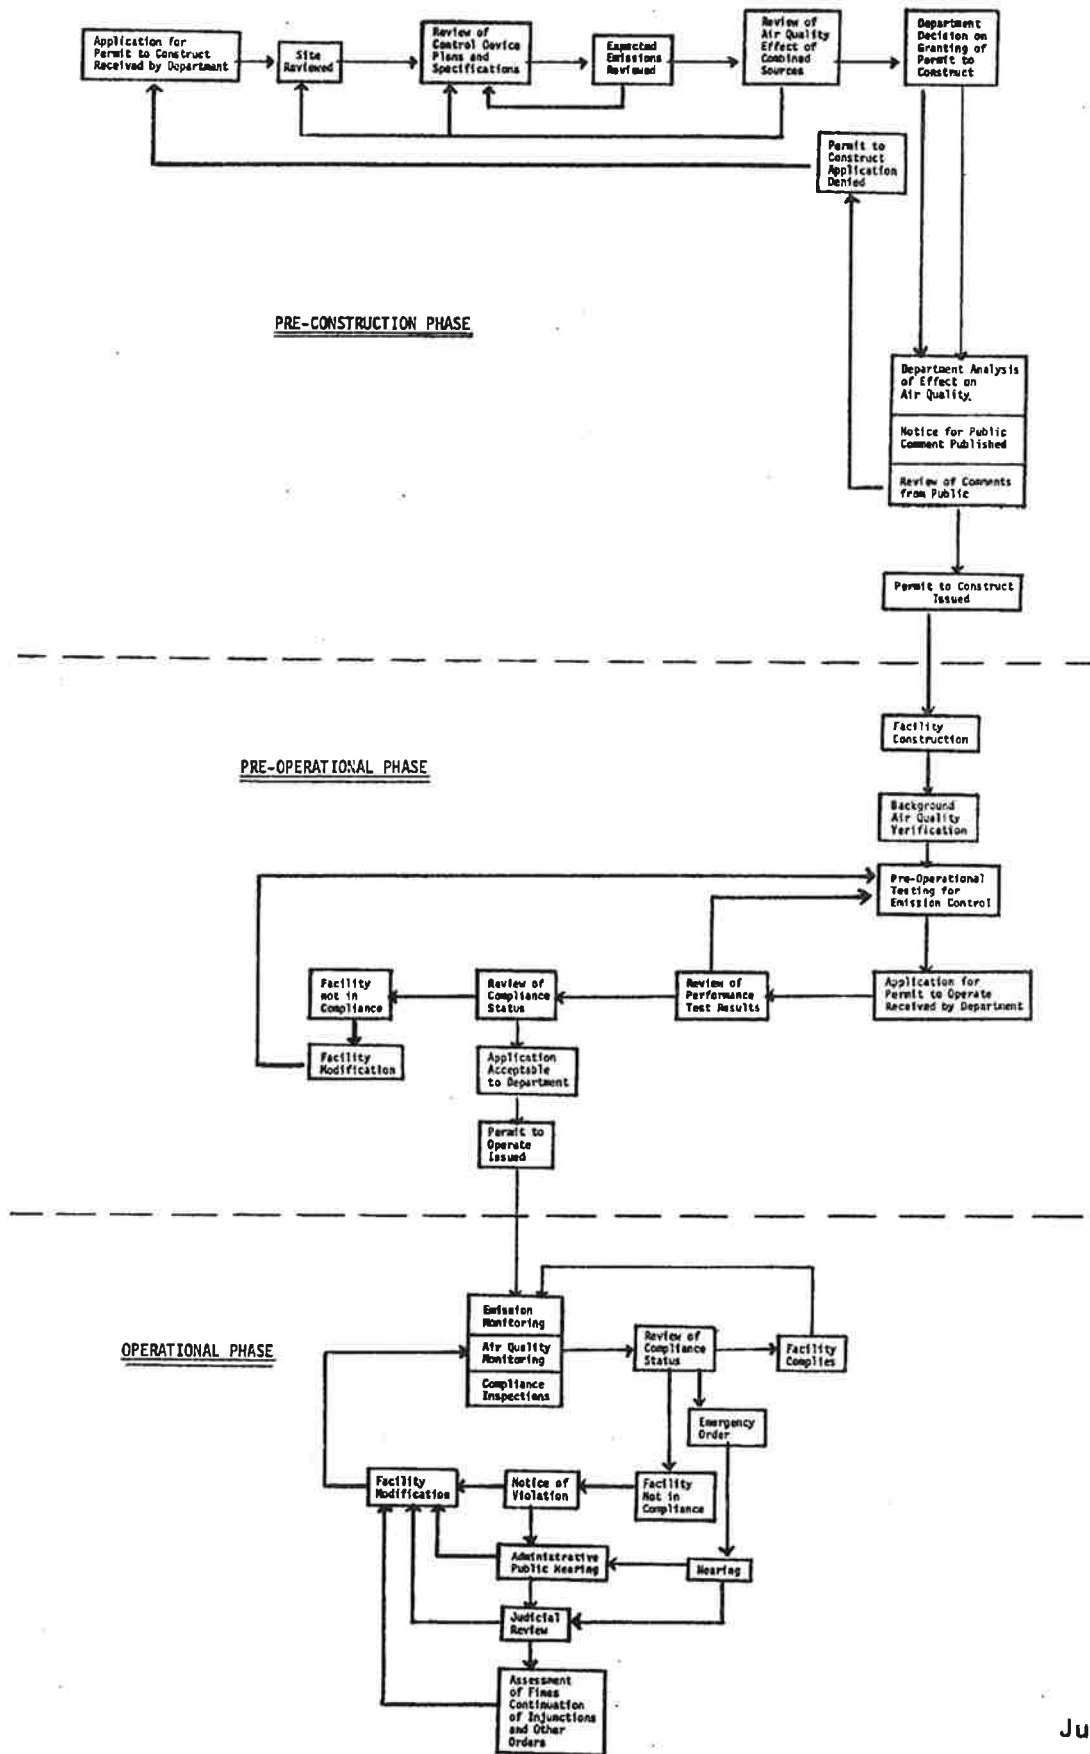 Application for
Permit to Construct
Received by Department
Site
Reviewed
Review of
Control Device
Plans and
Specifications
Expected
Emissions
Reviewed
Review of
Air Quality
Effect of
Combined
Sources
Department
Decision on
Granting of
Permit to
Construct
Permit to
Construct
Application
Denied
PRE-CONSTRUCTION PHASE
Department Analysis
of Effect on
Air Quality.
Notice for Public
Comment Published
Review of Comments
from Public
Permit to Construct
Issued
Facility
Construction
PRE-OPERATIONAL PHASE
Background
Air Quality
Verification
Pre-Operational
Testing for
Emission Control
Facility
not in
Compliance
Review of
Compliance
Status
Review of
Performance
Test Results
Application for
Permit to Operate
Received by Department
Facility
Modification
Application
Acceptable
to Department
Permit to
Operate
Issued
OPERATIONAL PHASE
Emission
Monitoring
Air Quality
Monitoring
Compliance
Inspections
Review of
Compliance
Status
Facility
Complies
Emergency
Order
Facility
Modification
Notice of
Violation
Facility
Not in
Compliance
Administrative
Public Hearing
Hearing
Judicial
Review
Assessment
of Fines
Continuation
of Injunctions
and Other
Orders
Ju